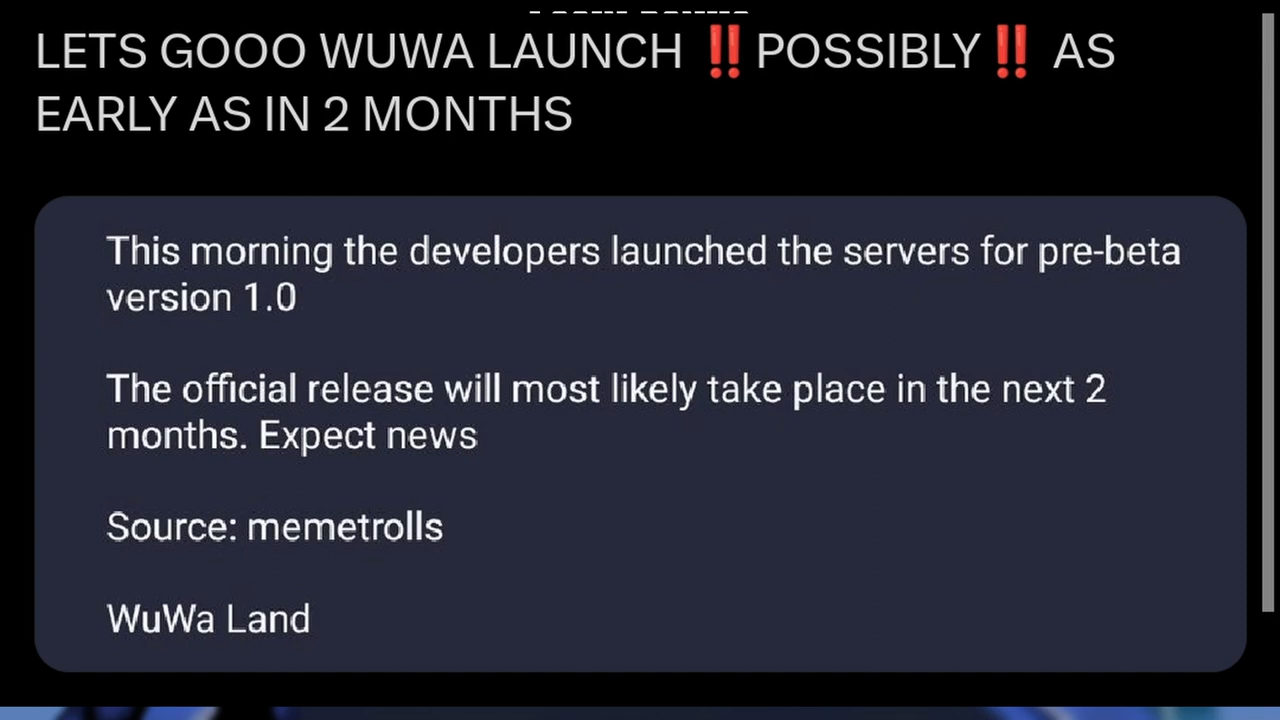 LETS GOOO WUWA LAUNCH ‼️POSSIBLY‼️ AS
EARLY AS IN 2 MONTHS
This morning the developers launched the servers for pre-beta
version 1.0
The official release will most likely take place in the next 2
months. Expect news
Source: memetrolls
WuWa Land